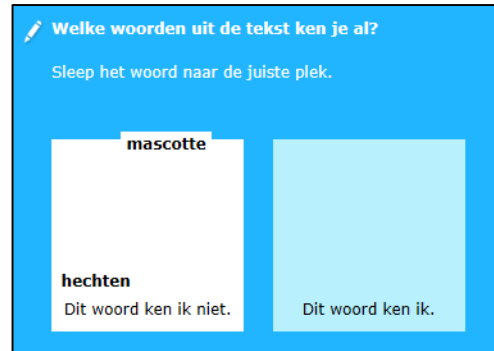 Welke woorden uit de tekst ken je al?
Sleep het woord naar de juiste plek.
mascotte
hechten
Dit woord ken ik niet.
Dit woord ken ik.